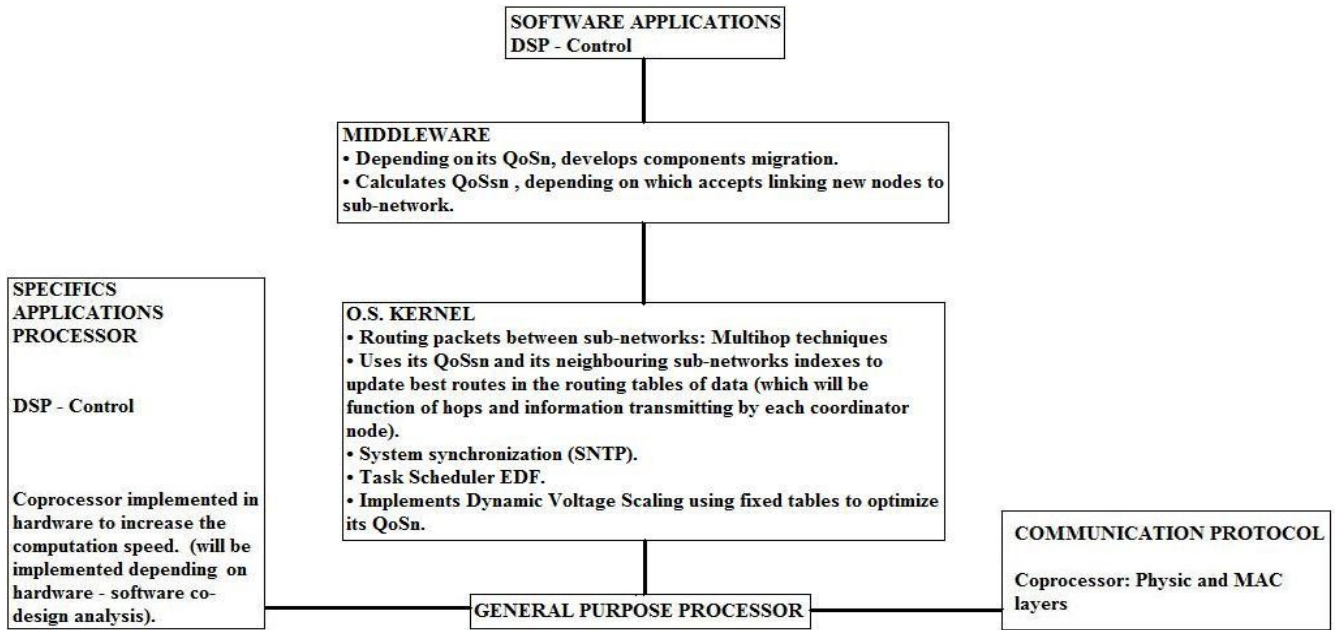 SOFTWARE APPLICATIONS
DSP - Control
MIDDLEWARE
• Depending on its QoSn, develops components migration.
• Calculates QoSsn , depending on which accepts linking new nodes to
sub-network.
SPECIFICS
APPLICATIONS
PROCESSOR
DSP - Control
Coprocessor implemented in
hardware to increase the
computation speed. (will be
implemented depending on
hardware - software co-
design analysis).
O.S. KERNEL
• Routing packets between sub-networks: Multihop techniques
• Uses its QoSsn and its neighbouring sub-networks indexes to
update best routes in the routing tables of data (which will be
function of hops and information transmitting by each coordinator
node).
• System synchronization (SNTP).
• Task Scheduler EDF.
• Implements Dynamic Voltage Scaling using fixed tables to optimize
its QoSn.
GENERAL PURPOSE PROCESSOR
COMMUNICATION PROTOCOL
Coprocessor: Physic and MAC
layers